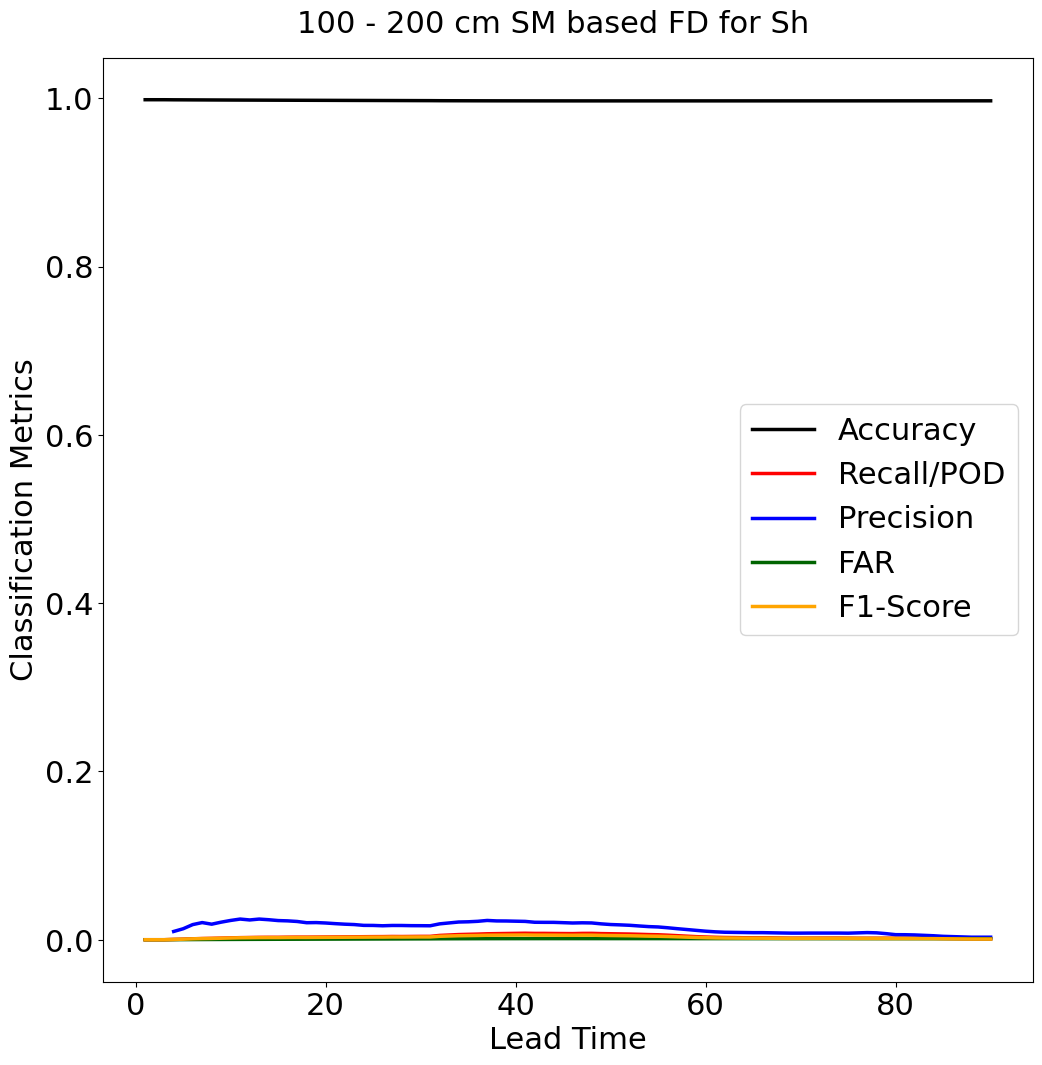 100 - 200 cm SM based FD for Sh
Classification Metrics
1.0
0.8
0.6
0.4
0.2
0.0
Accuracy
Recall/POD
Precision
FAR
F1-Score
0 20 40 60 80
Lead Time